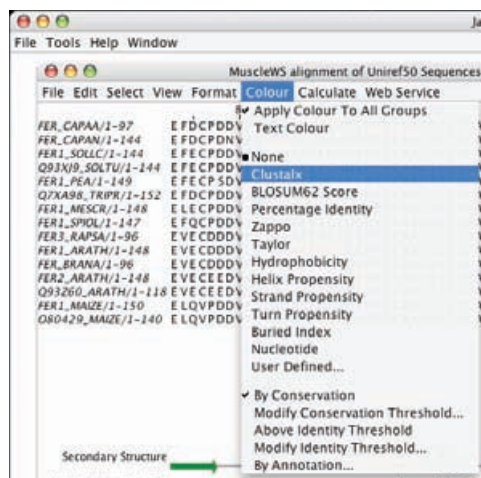 Ja
File Tools Help Window
MuscleWS alignment of Uniref50 Sequences
File Edit Select View Format Colour Calculate Web Service
Apply Colour To All Groups
Text Colour
None
Clustalx
BLOSUM62 Score
Percentage Identity
Zappo
Taylor
Hydrophobicity
Helix Propensity
Strand Propensity
Turn Propensity
Buried Index
Nucleotide
User Defined...
By Conservation
Modify Conservation Threshold...
Above Identity Threshold
Modify Identity Threshold...
By Annotation...
FER_CAPAA/1-97 EFDCPDDV
FER_CAPAN/1-144 EFDCPDNV
FER1_SOLLC/1-144 EFECPDDV
Q93XJ9_SOLTU/1-144 EFECPDDV
FER1_PEA/1-149 EFECPSDV
Q7XA98_TRIPR/1-152 EFDCPDDV
FER1_MESCR/1-148 ELECPDDV
FER1_SPIOL/1-147 EFQCPDDV
FER3_RAPSA/1-96 EVECDDDV
FER1_ARATH/1-148 EVECDDDV
FER_BRANA/1-96 EVECDDDV
FER2_ARATH/1-148 EVECEEDV
Q93Z60_ARATH/1-118 EVECEEDV
FER1_MAIZE/1-150 ELQVPDDV
O80429_MAIZE/1-140 ELQVPDDV
Secondary Structure